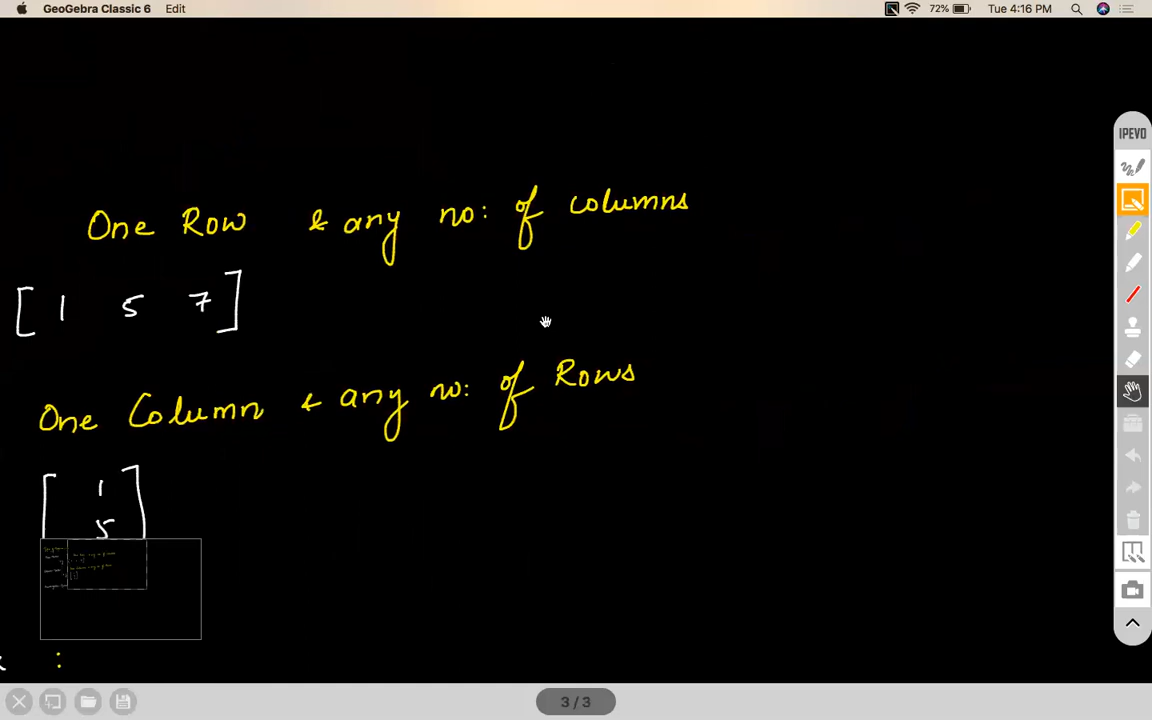 GeoGebra Classic 6 Edit 72% Tue 4:16 PM
IPEVO
One Row & any no: of columns
[ 1 5 7 ]
One Column & any no: of Rows
[ 1
5 ]
:
3 / 3